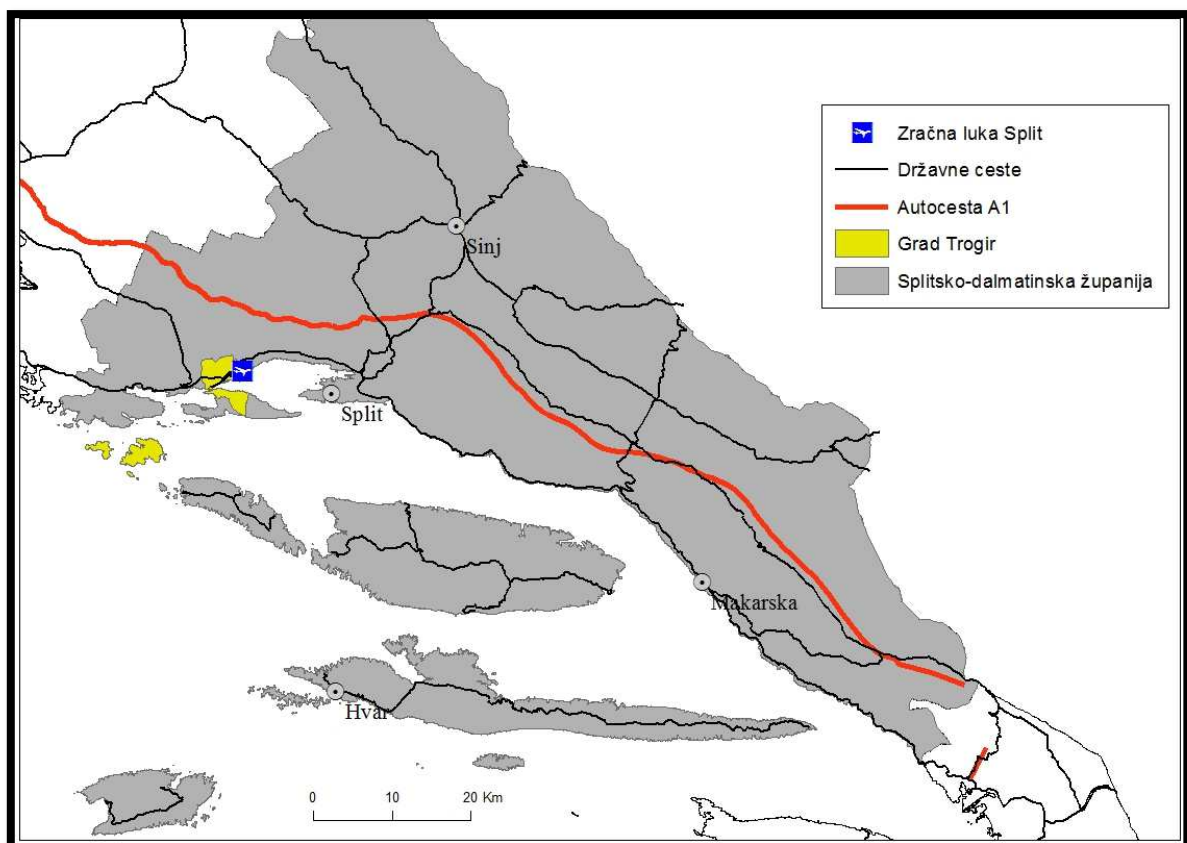 Zračna luka Split
Državne ceste
Autocesta A1
Grad Trogir
Splitsko-dalmatinska županija
Sinj
Split
Makarska
Hvar
0 10 20 Km